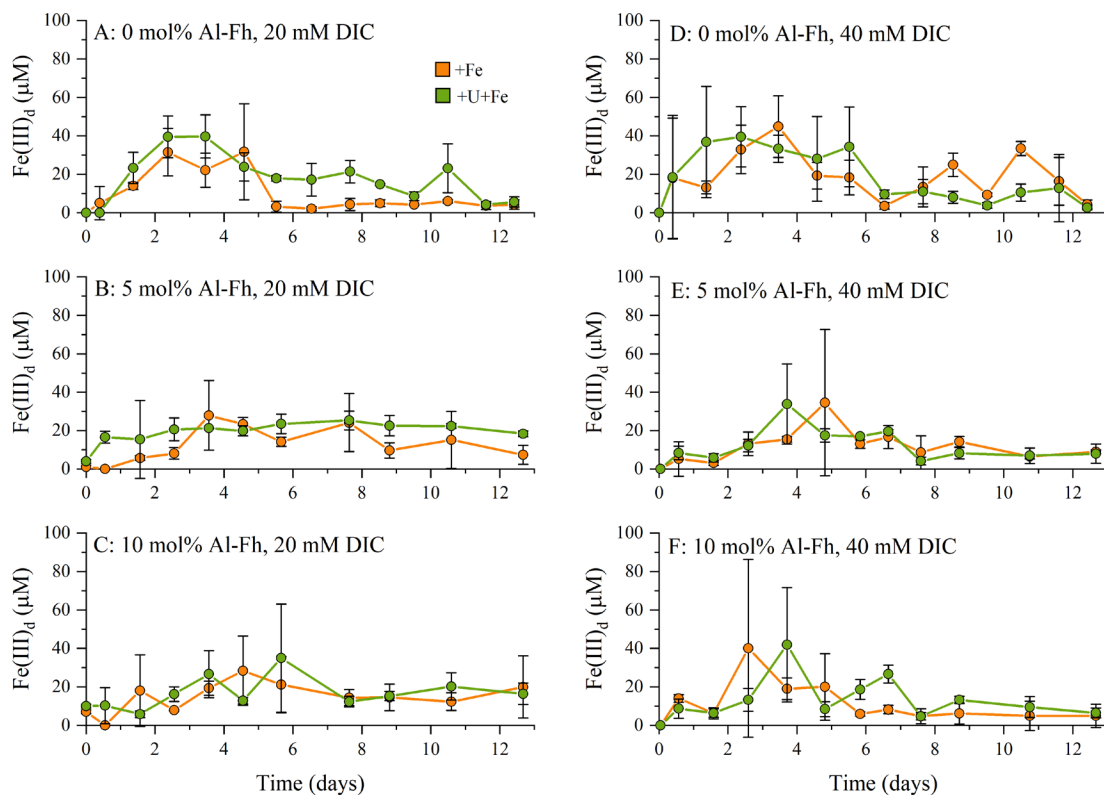 A: 0 mol% Al-Fh, 20 mM DIC
Fe(III)d (µM)
100
80
60
40
20
0
0 2 4 6 8 10 12
+Fe
+U+Fe
D: 0 mol% Al-Fh, 40 mM DIC
Fe(III)d (µM)
100
80
60
40
20
0
0 2 4 6 8 10 12
B: 5 mol% Al-Fh, 20 mM DIC
Fe(III)d (µM)
100
80
60
40
20
0
0 2 4 6 8 10 12
E: 5 mol% Al-Fh, 40 mM DIC
Fe(III)d (µM)
100
80
60
40
20
0
0 2 4 6 8 10 12
C: 10 mol% Al-Fh, 20 mM DIC
Fe(III)d (µM)
100
80
60
40
20
0
0 2 4 6 8 10 12
Time (days)
F: 10 mol% Al-Fh, 40 mM DIC
Fe(III)d (µM)
100
80
60
40
20
0
0 2 4 6 8 10 12
Time (days)